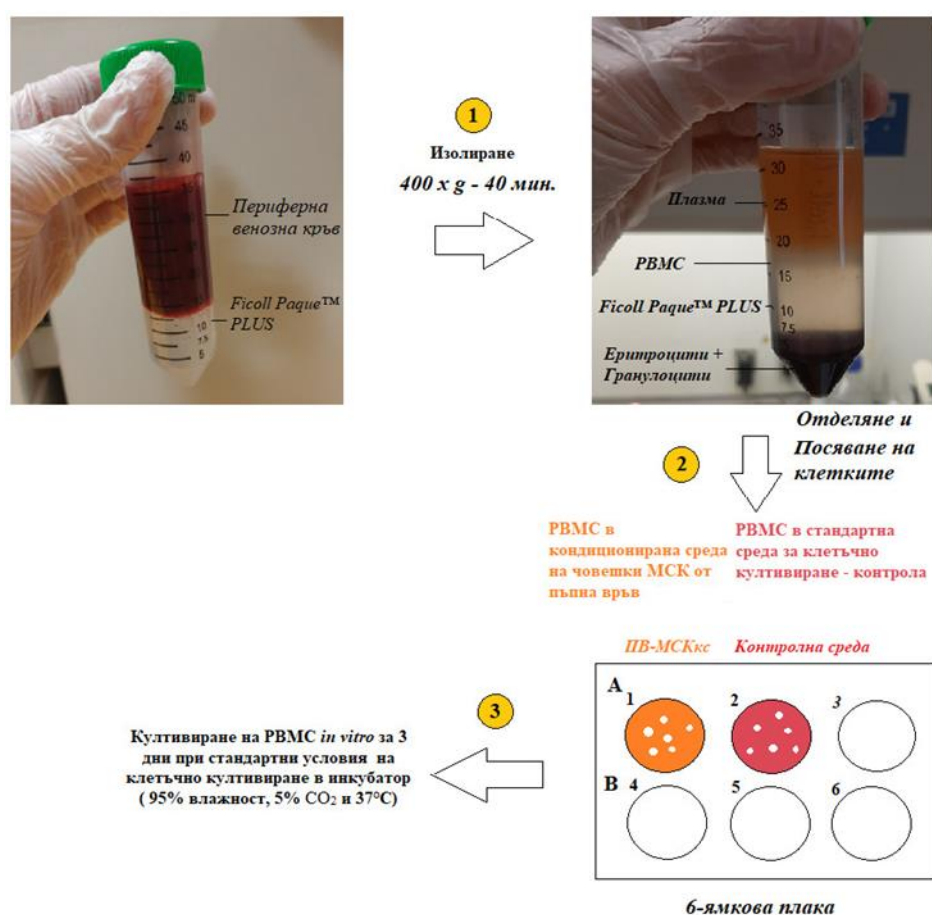 45
40
Периферна
венозна кръв
Ficoll Paque™
PLUS
10
7.5
5
1
Изолиране
400 x g - 40 мин.
35
30
Плазма
25
20
PBMC
15
Ficoll Paque™ PLUS
10
7.5
Еритроцити +
Гранулоцити
2
Отделяне и
Посяване на
клетките
PBMC в
кондиционирана среда
на човешки МСК от
пъпна връв
PBMC в стандартна
среда за клетъчно
култивиране - контрола
ПВ-МСКкс
Контролна среда
A
1
2
3
B
4
5
6
6-ямкова плака
3
Култивиране на PBMC in vitro за 3
дни при стандартни условия на
клетъчно култивиране в инкубатор
( 95% влажност, 5% CO₂ и 37°C)